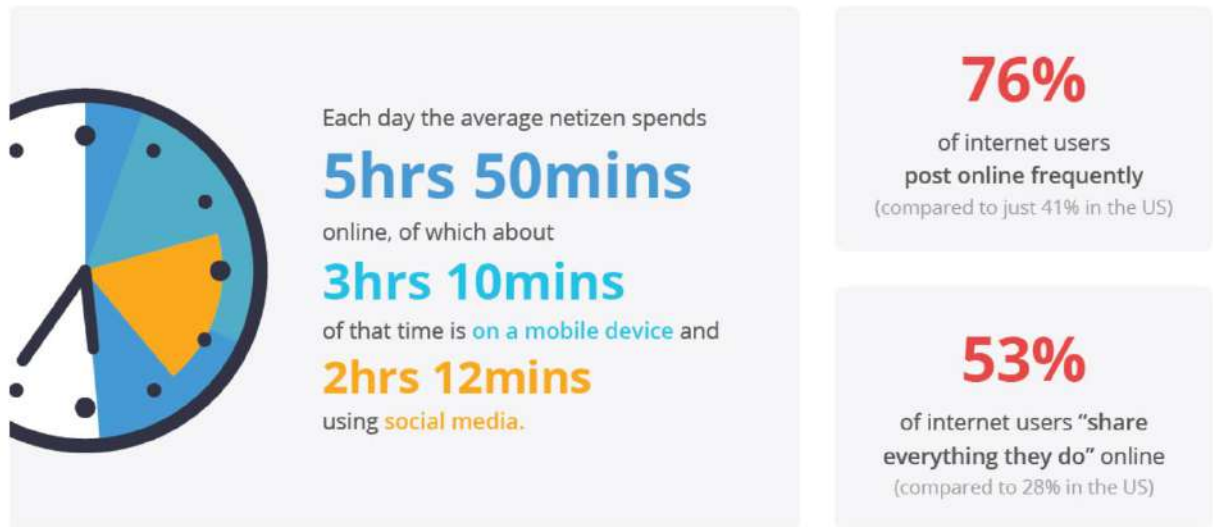 Each day the average netizen spends
5hrs 50mins
online, of which about
3hrs 10mins
of that time is on a mobile device and
2hrs 12mins
using social media.
76%
of internet users
post online frequently
(compared to just 41% in the US)
53%
of internet users “share
everything they do” online
(compared to 28% in the US)